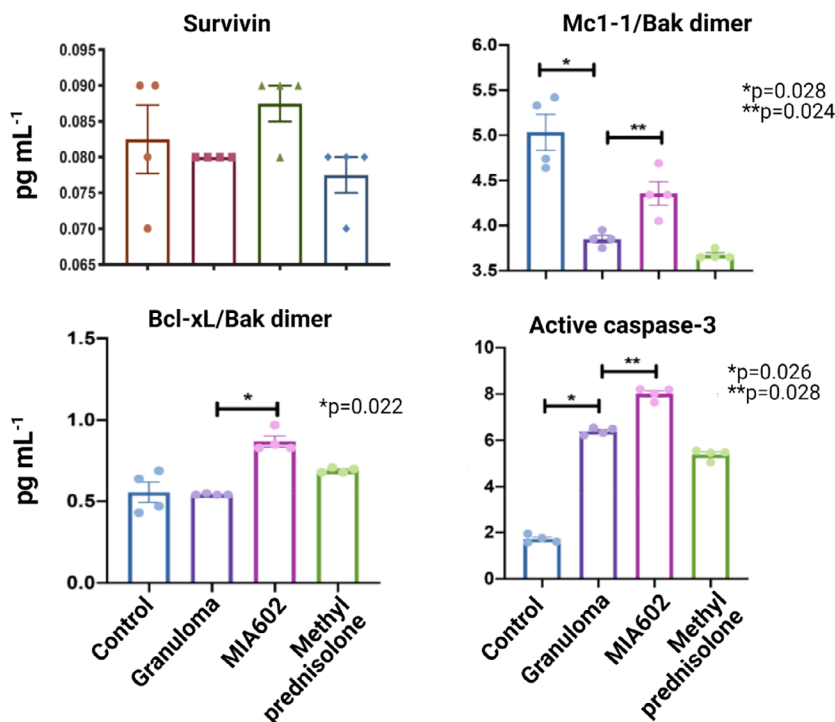 Survivin
pg mL-1
0.095
0.090
0.085
0.080
0.075
0.070
0.065
Mc1-1/Bak dimer
6.0
5.5
5.0
4.5
4.0
3.5
*
**
*p=0.028
**p=0.024
Bcl-xL/Bak dimer
pg mL-1
1.5
1.0
0.5
0.0
*
*p=0.022
Control
Granuloma
MIA602
Methyl
prednisolone
Active caspase-3
10
8
6
4
2
0
*
**
*p=0.026
**p=0.028
Control
Granuloma
MIA602
Methyl
prednisolone